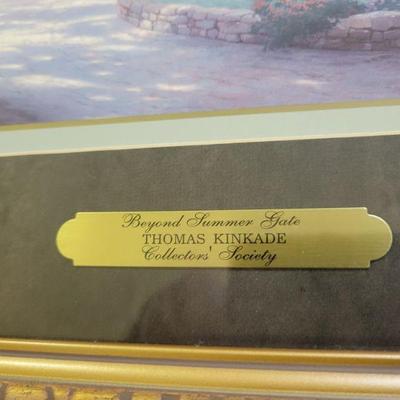 Beyond Summer Gate
THOMAS KINKADE
Collectors' Society